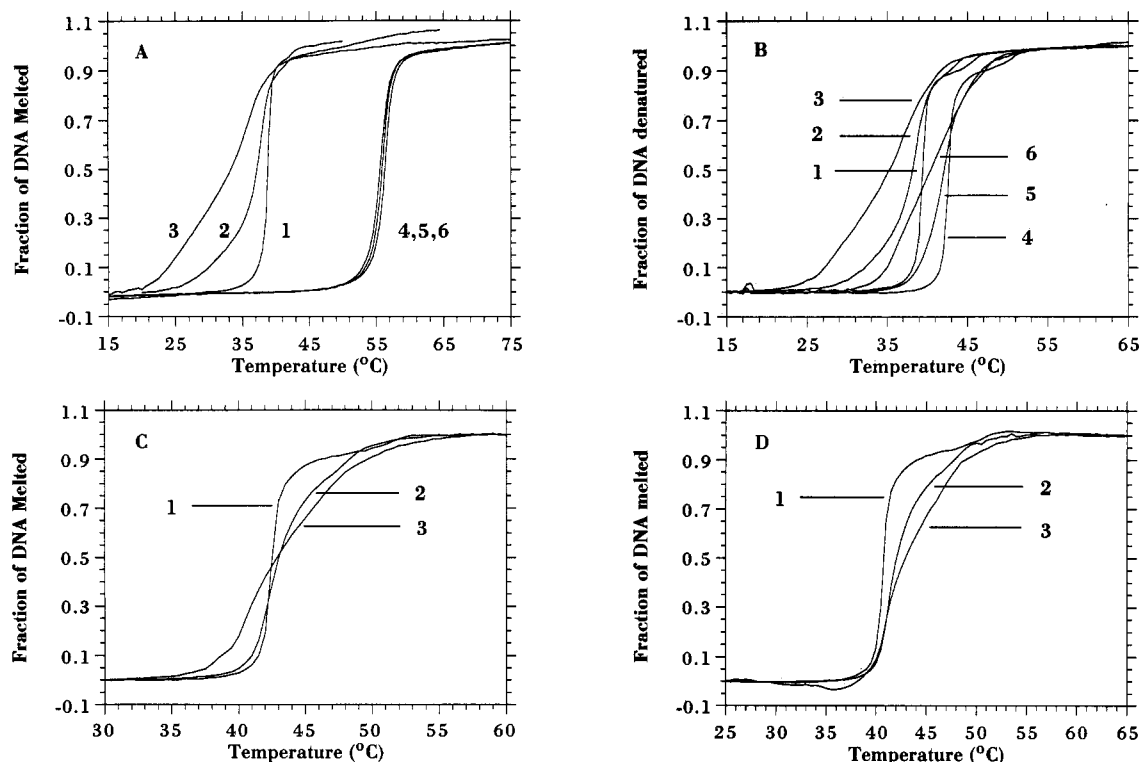 A
Fraction of DNA Melted
1.1
0.9
0.7
0.5
0.3
0.1
-0.1
3 2 1 4,5,6
15 25 35 45 55 65 75
Temperature (°C)
B
Fraction of DNA denatured
1.1
0.9
0.7
0.5
0.3
0.1
-0.1
3
2
1
6
5
4
15 25 35 45 55 65
Temperature (°C)
C
Fraction of DNA Melted
1.1
0.9
0.7
0.5
0.3
0.1
-0.1
1
2
3
30 35 40 45 50 55 60
Temperature (°C)
D
Fraction of DNA melted
1.1
0.9
0.7
0.5
0.3
0.1
-0.1
1
2
3
25 30 35 40 45 50 55 60 65
Temperature (°C)